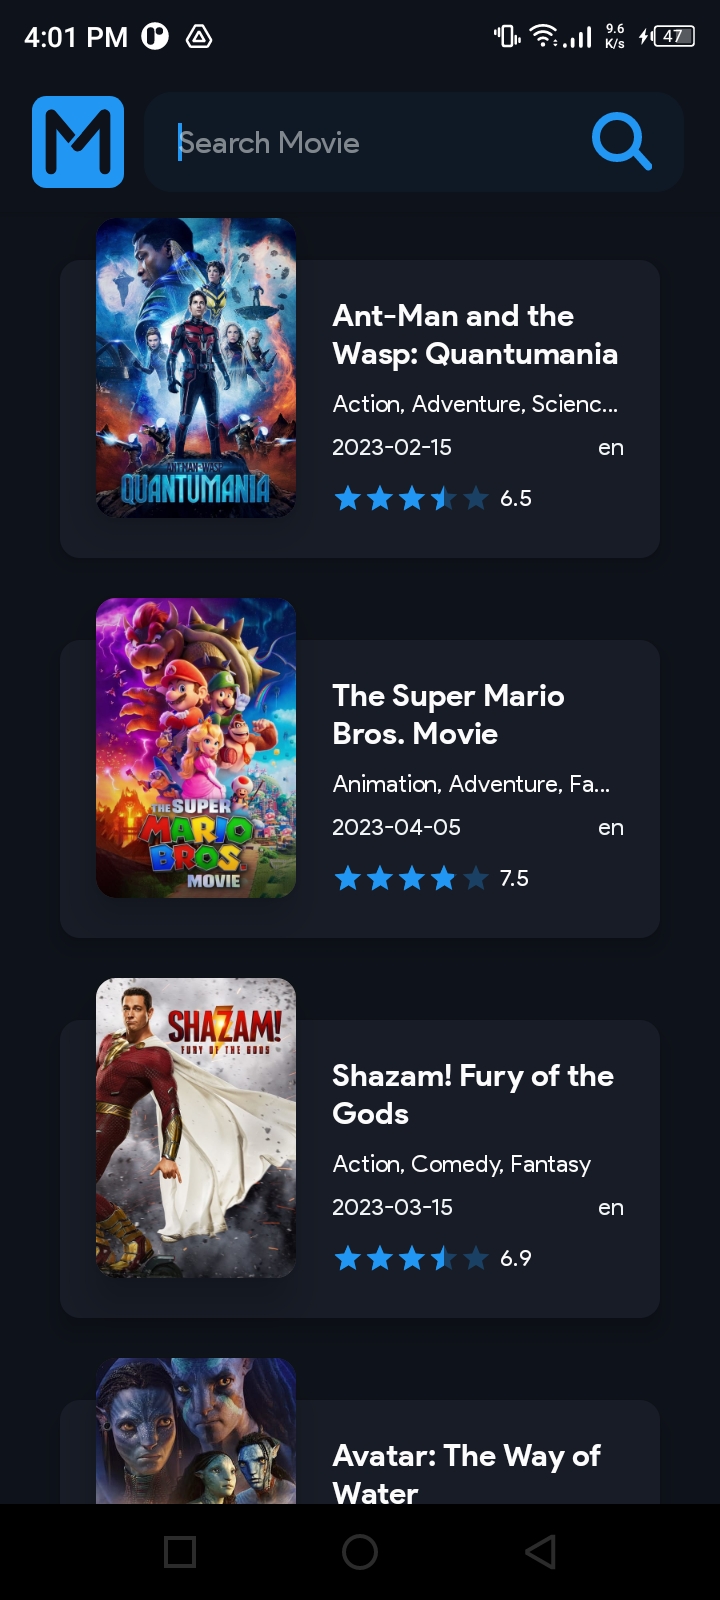 4:01 PM
9.6
K/s
47
M
Search Movie
ANT-MAN AND THE WASP
QUANTUMANIA
Ant-Man and the
Wasp: Quantumania
Action, Adventure, Scienc...
2023-02-15 en
6.5
THE SUPER
MARIO
BROS.
MOVIE
The Super Mario
Bros. Movie
Animation, Adventure, Fa...
2023-04-05 en
7.5
SHAZAM!
FURY OF THE GODS
Shazam! Fury of the
Gods
Action, Comedy, Fantasy
2023-03-15 en
6.9
Avatar: The Way of
Water